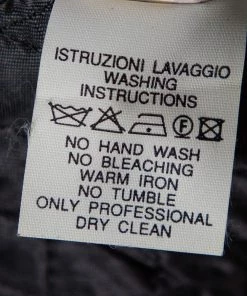 ISTRUZIONI LAVAGGIO
WASHING
INSTRUCTIONS
F
NO HAND WASH
NO BLEACHING
WARM IRON
NO TUMBLE
ONLY PROFESSIONAL
DRY CLEAN